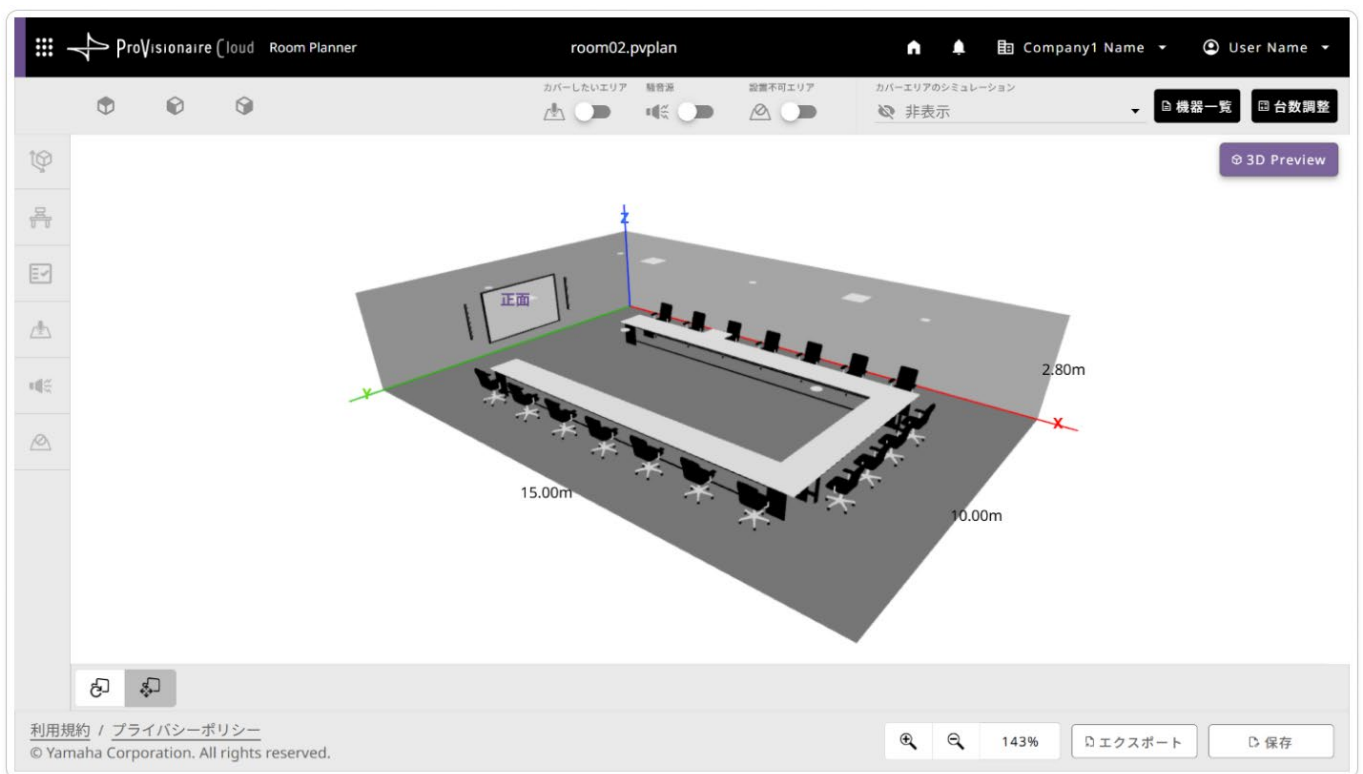 ProVisionaire Cloud Room Planner
room02.pvplan
Company1 Name
User Name
カバーしたいエリア
騒音源
設置不可エリア
カバーエリアのシミュレーション
非表示
機器一覧
台数調整
3D Preview
Z
正面
2.80m
Y
X
15.00m
10.00m
利用規約 / プライバシーポリシー
© Yamaha Corporation. All rights reserved.
143%
エクスポート
保存